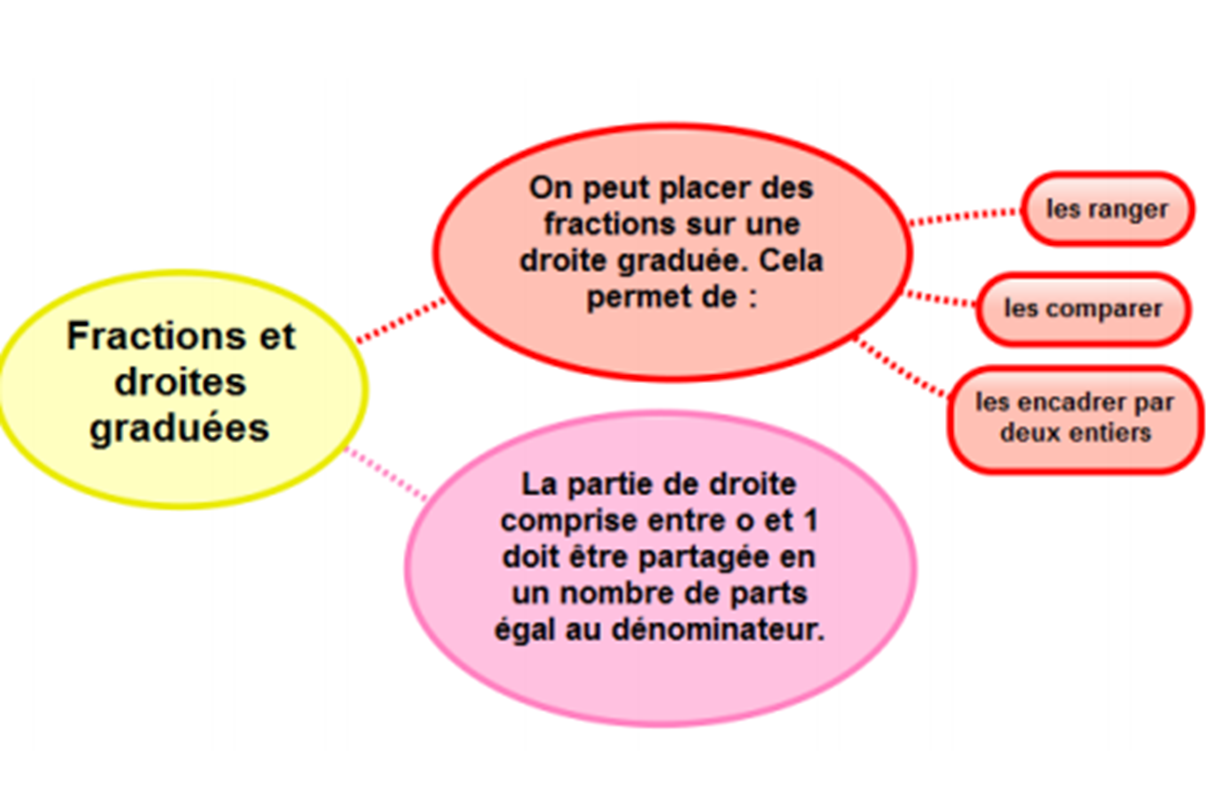 Fractions et
droites
graduées
On peut placer des
fractions sur une
droite graduée. Cela
permet de :
les ranger
les comparer
les encadrer par
deux entiers
La partie de droite
comprise entre o et 1
doit être partagée en
un nombre de parts
égal au dénominateur.